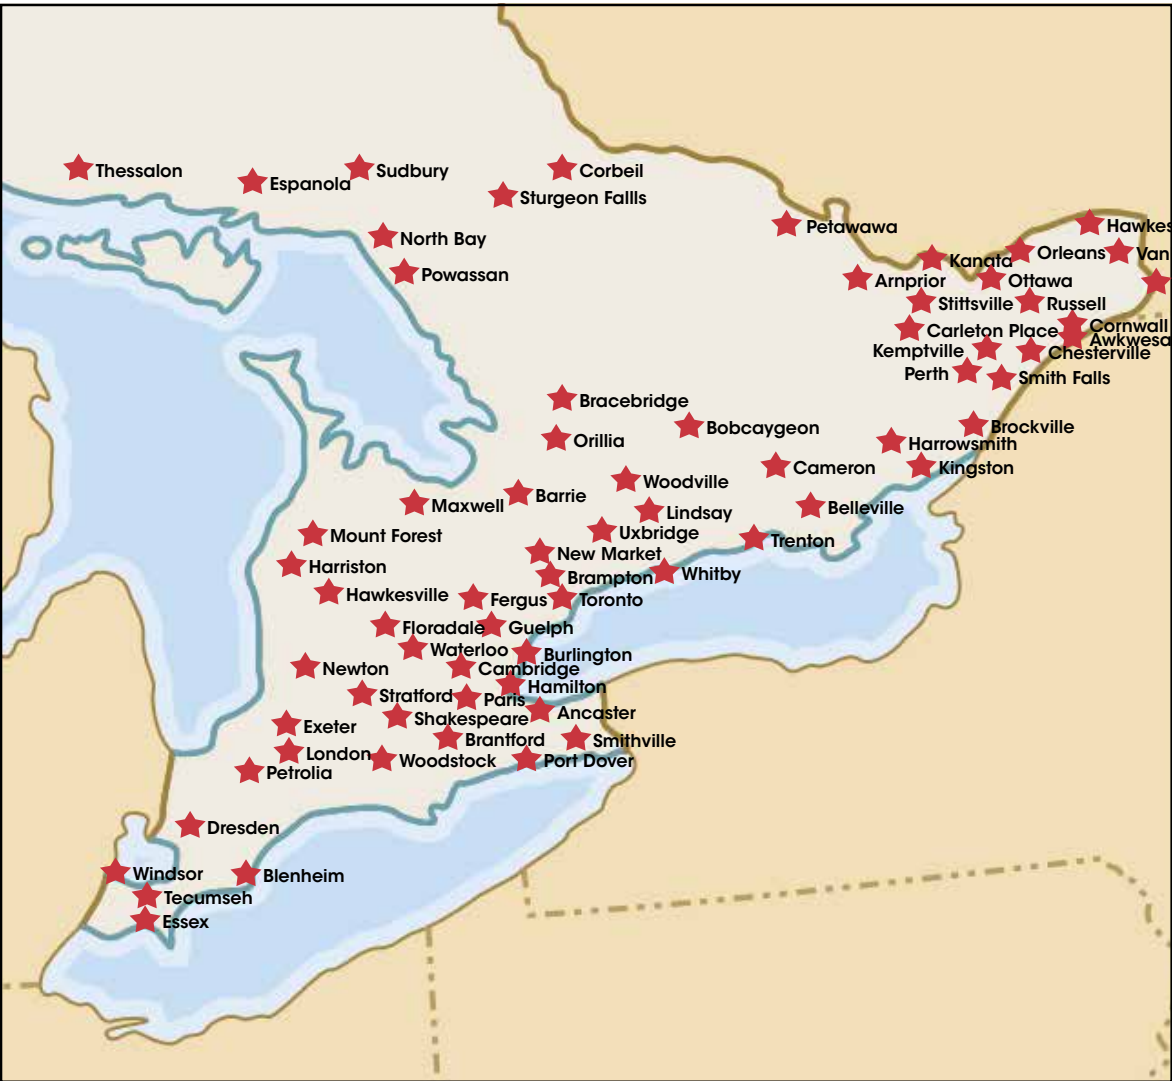 Thessalon
Espanola
Sudbury
Corbeil
Sturgeon Fallls
North Bay
Powassan
Petawawa
Hawkes
Kanata
Orleans
Van
Arnprior
Ottawa
Stittsville
Russell
Carleton Place
Cornwall
Awkwesa
Kemptville
Chesterville
Perth
Smith Falls
Bracebridge
Bobcaygeon
Brockville
Orillia
Harrowsmith
Cameron
Kingston
Woodville
Barrie
Maxwell
Lindsay
Belleville
Mount Forest
Uxbridge
Trenton
New Market
Harriston
Brampton
Whitby
Hawkesville
Fergus
Toronto
Floradale
Guelph
Waterloo
Burlington
Newton
Cambridge
Hamilton
Stratford
Paris
Shakespeare
Ancaster
Exeter
Brantford
Smithville
London
Woodstock
Port Dover
Petrolia
Dresden
Windsor
Blenheim
Tecumseh
Essex